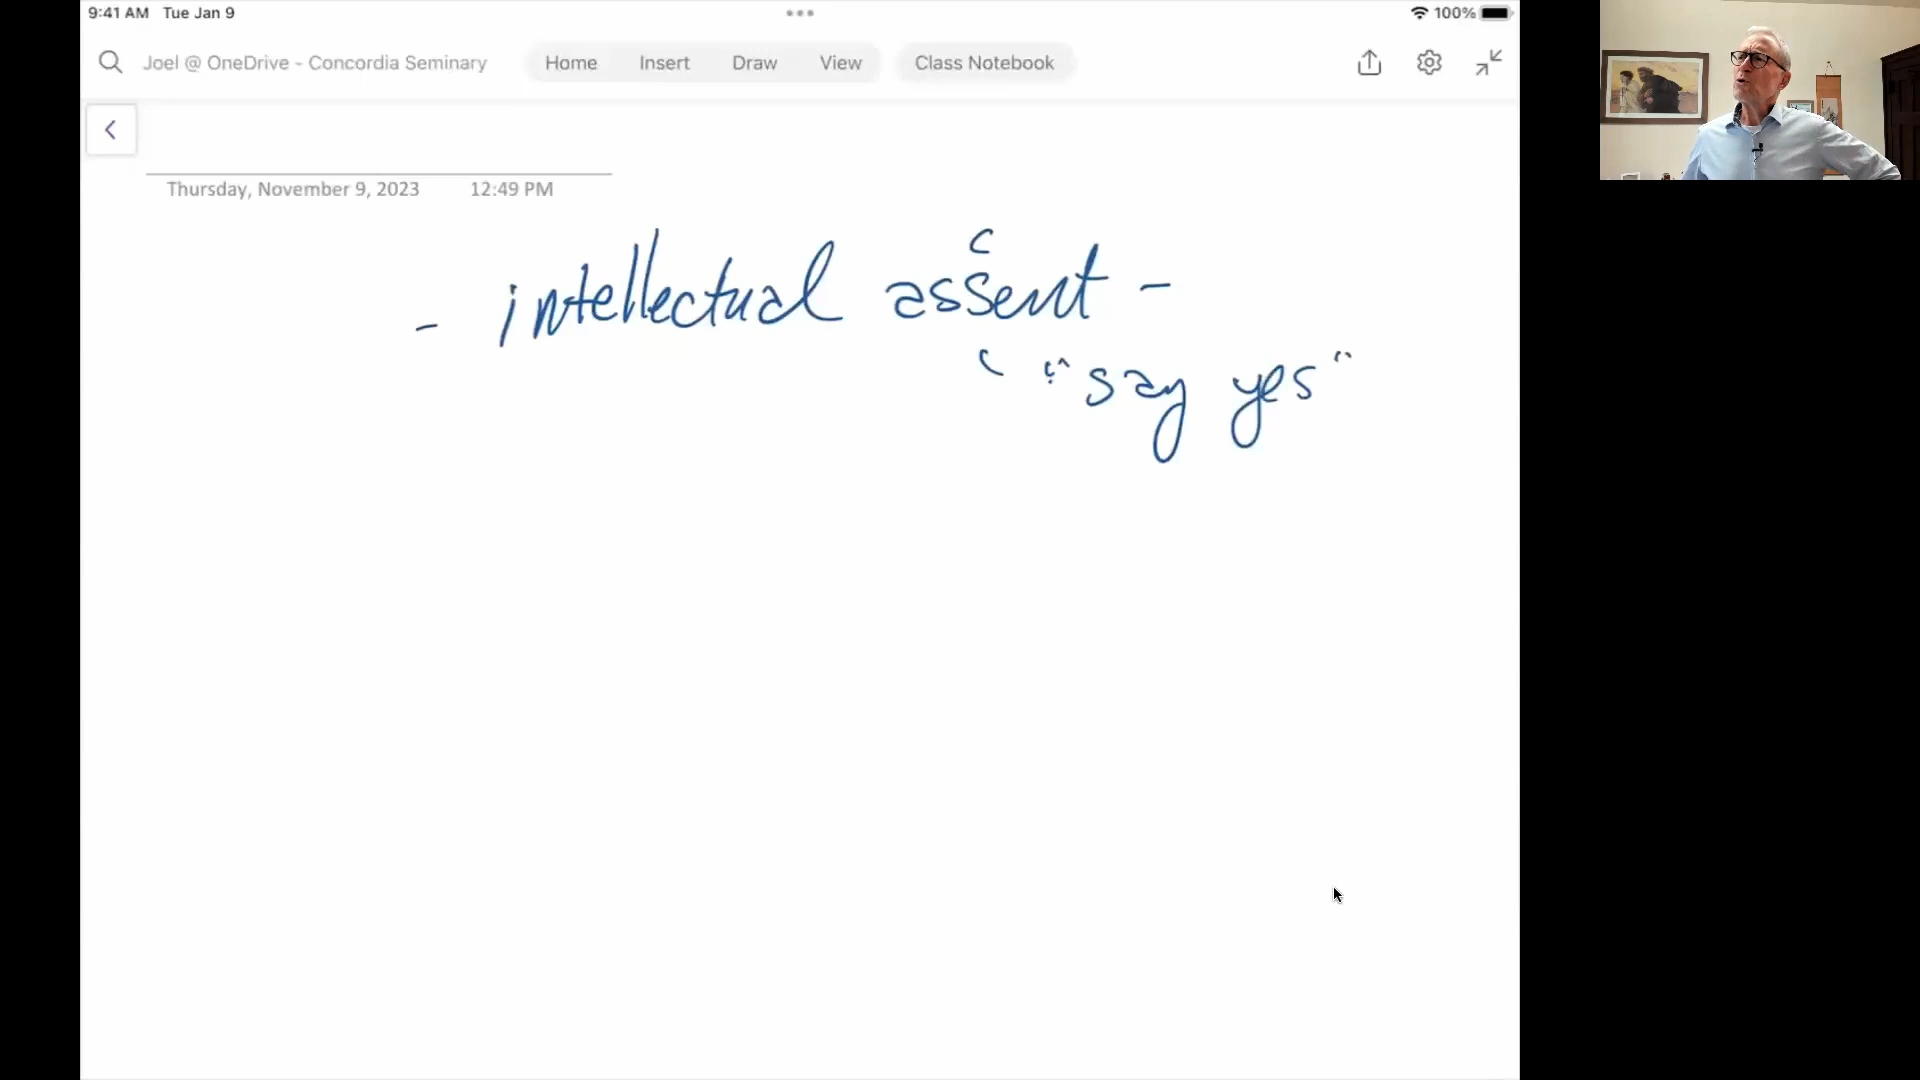 9:41 AM Tue Jan 9 100%
Joel @ OneDrive - Concordia Seminary Home Insert Draw View Class Notebook
Thursday, November 9, 2023 12:49 PM
- intellectual assent -
c
"say yes"